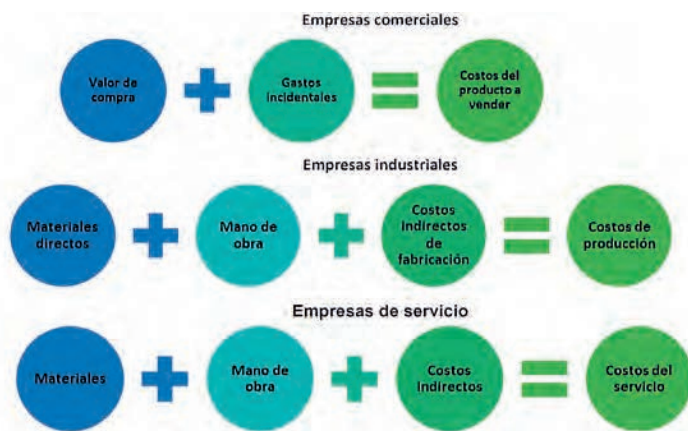 Empresas comerciales
Valor de
compra
Gastos
incidentales
Costos del
producto a
vender
Empresas industriales
Materiales
directos
Mano de
obra
Costos
indirectos
de
fabricación
Costos de
producción
Empresas de servicio
Materiales
Mano de
obra
Costos
indirectos
Costos del
servicio